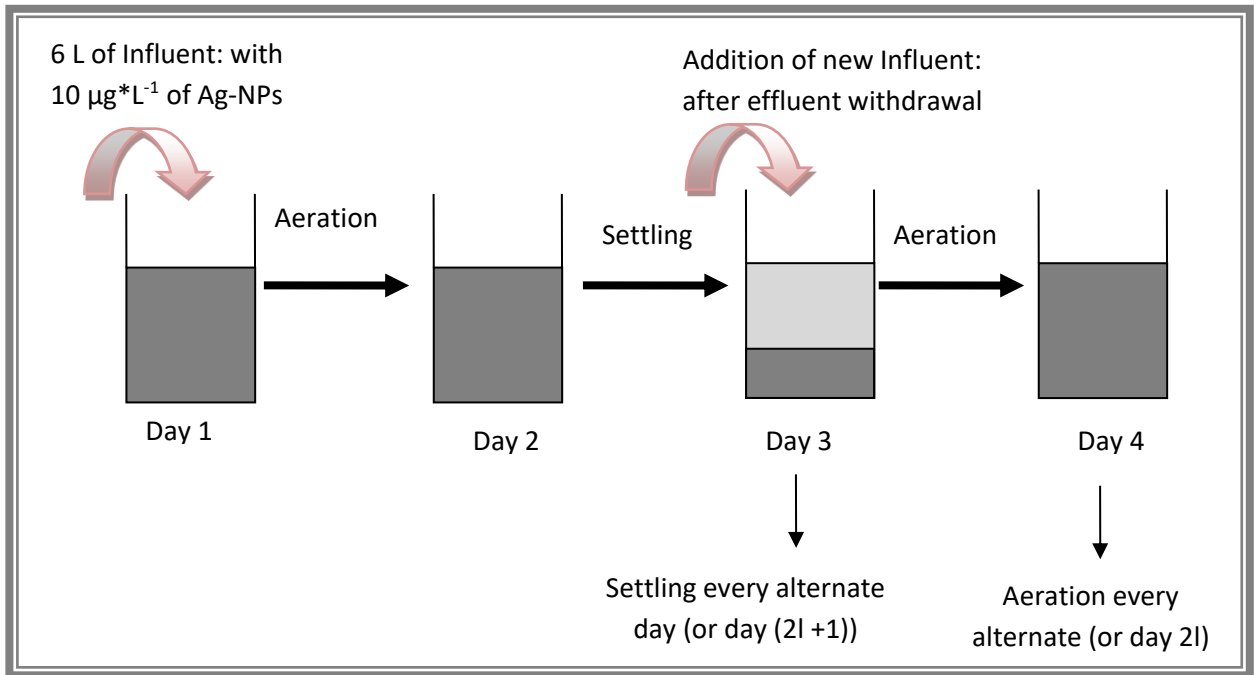 6 L of Influent: with
10 µg*L⁻¹ of Ag-NPs
Addition of new Influent:
after effluent withdrawal
Aeration
Settling
Aeration
Day 1
Day 2
Day 3
Day 4
Settling every alternate
day (or day (2l +1))
Aeration every
alternate (or day 2l)